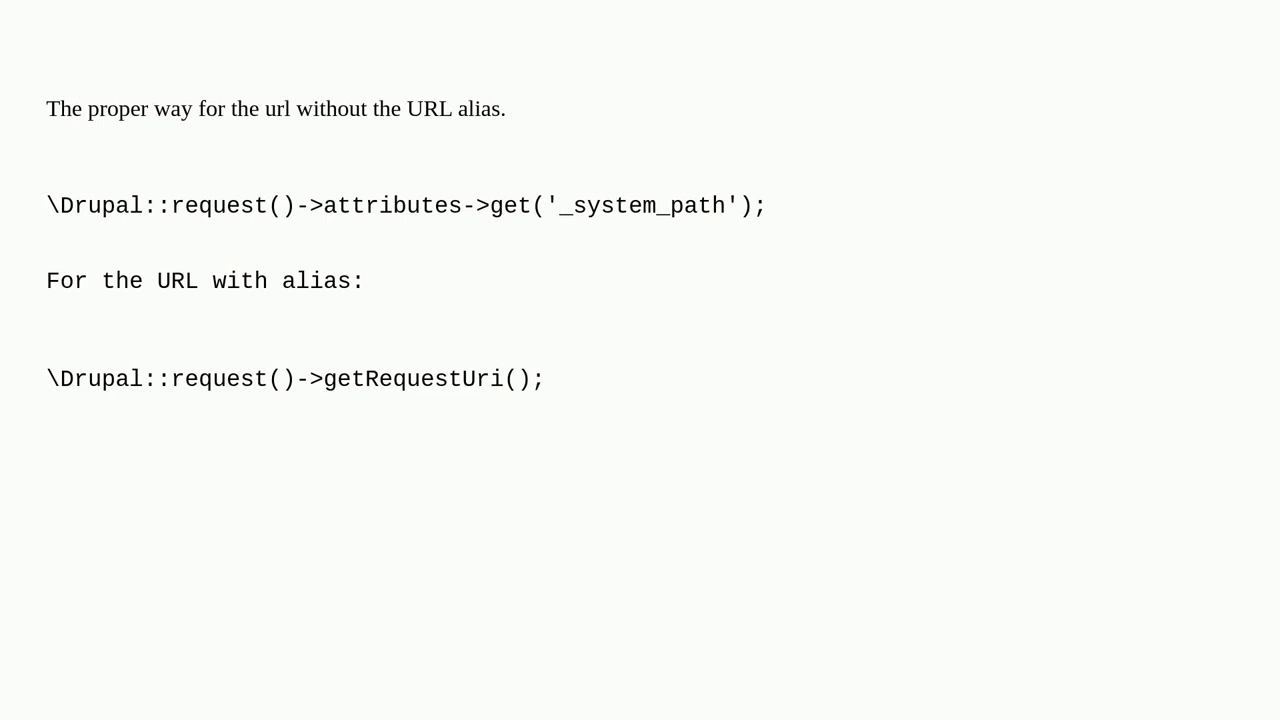 The proper way for the url without the URL alias.
\Drupal::request()->attributes->get('_system_path');
For the URL with alias:
\Drupal::request()->getRequestUri();